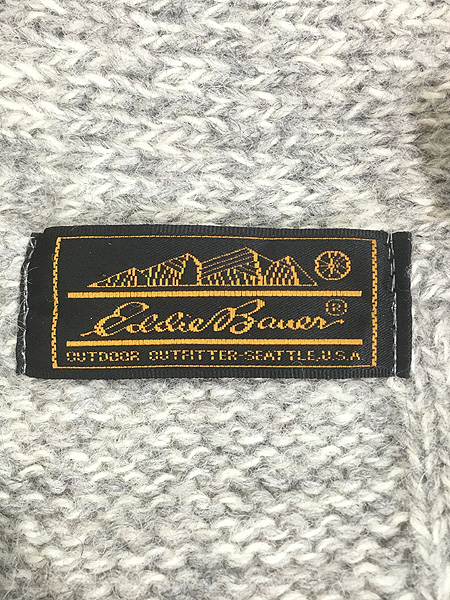 Eddie Bauer®
OUTDOOR OUTFITTER-SEATTLE, U.S.A